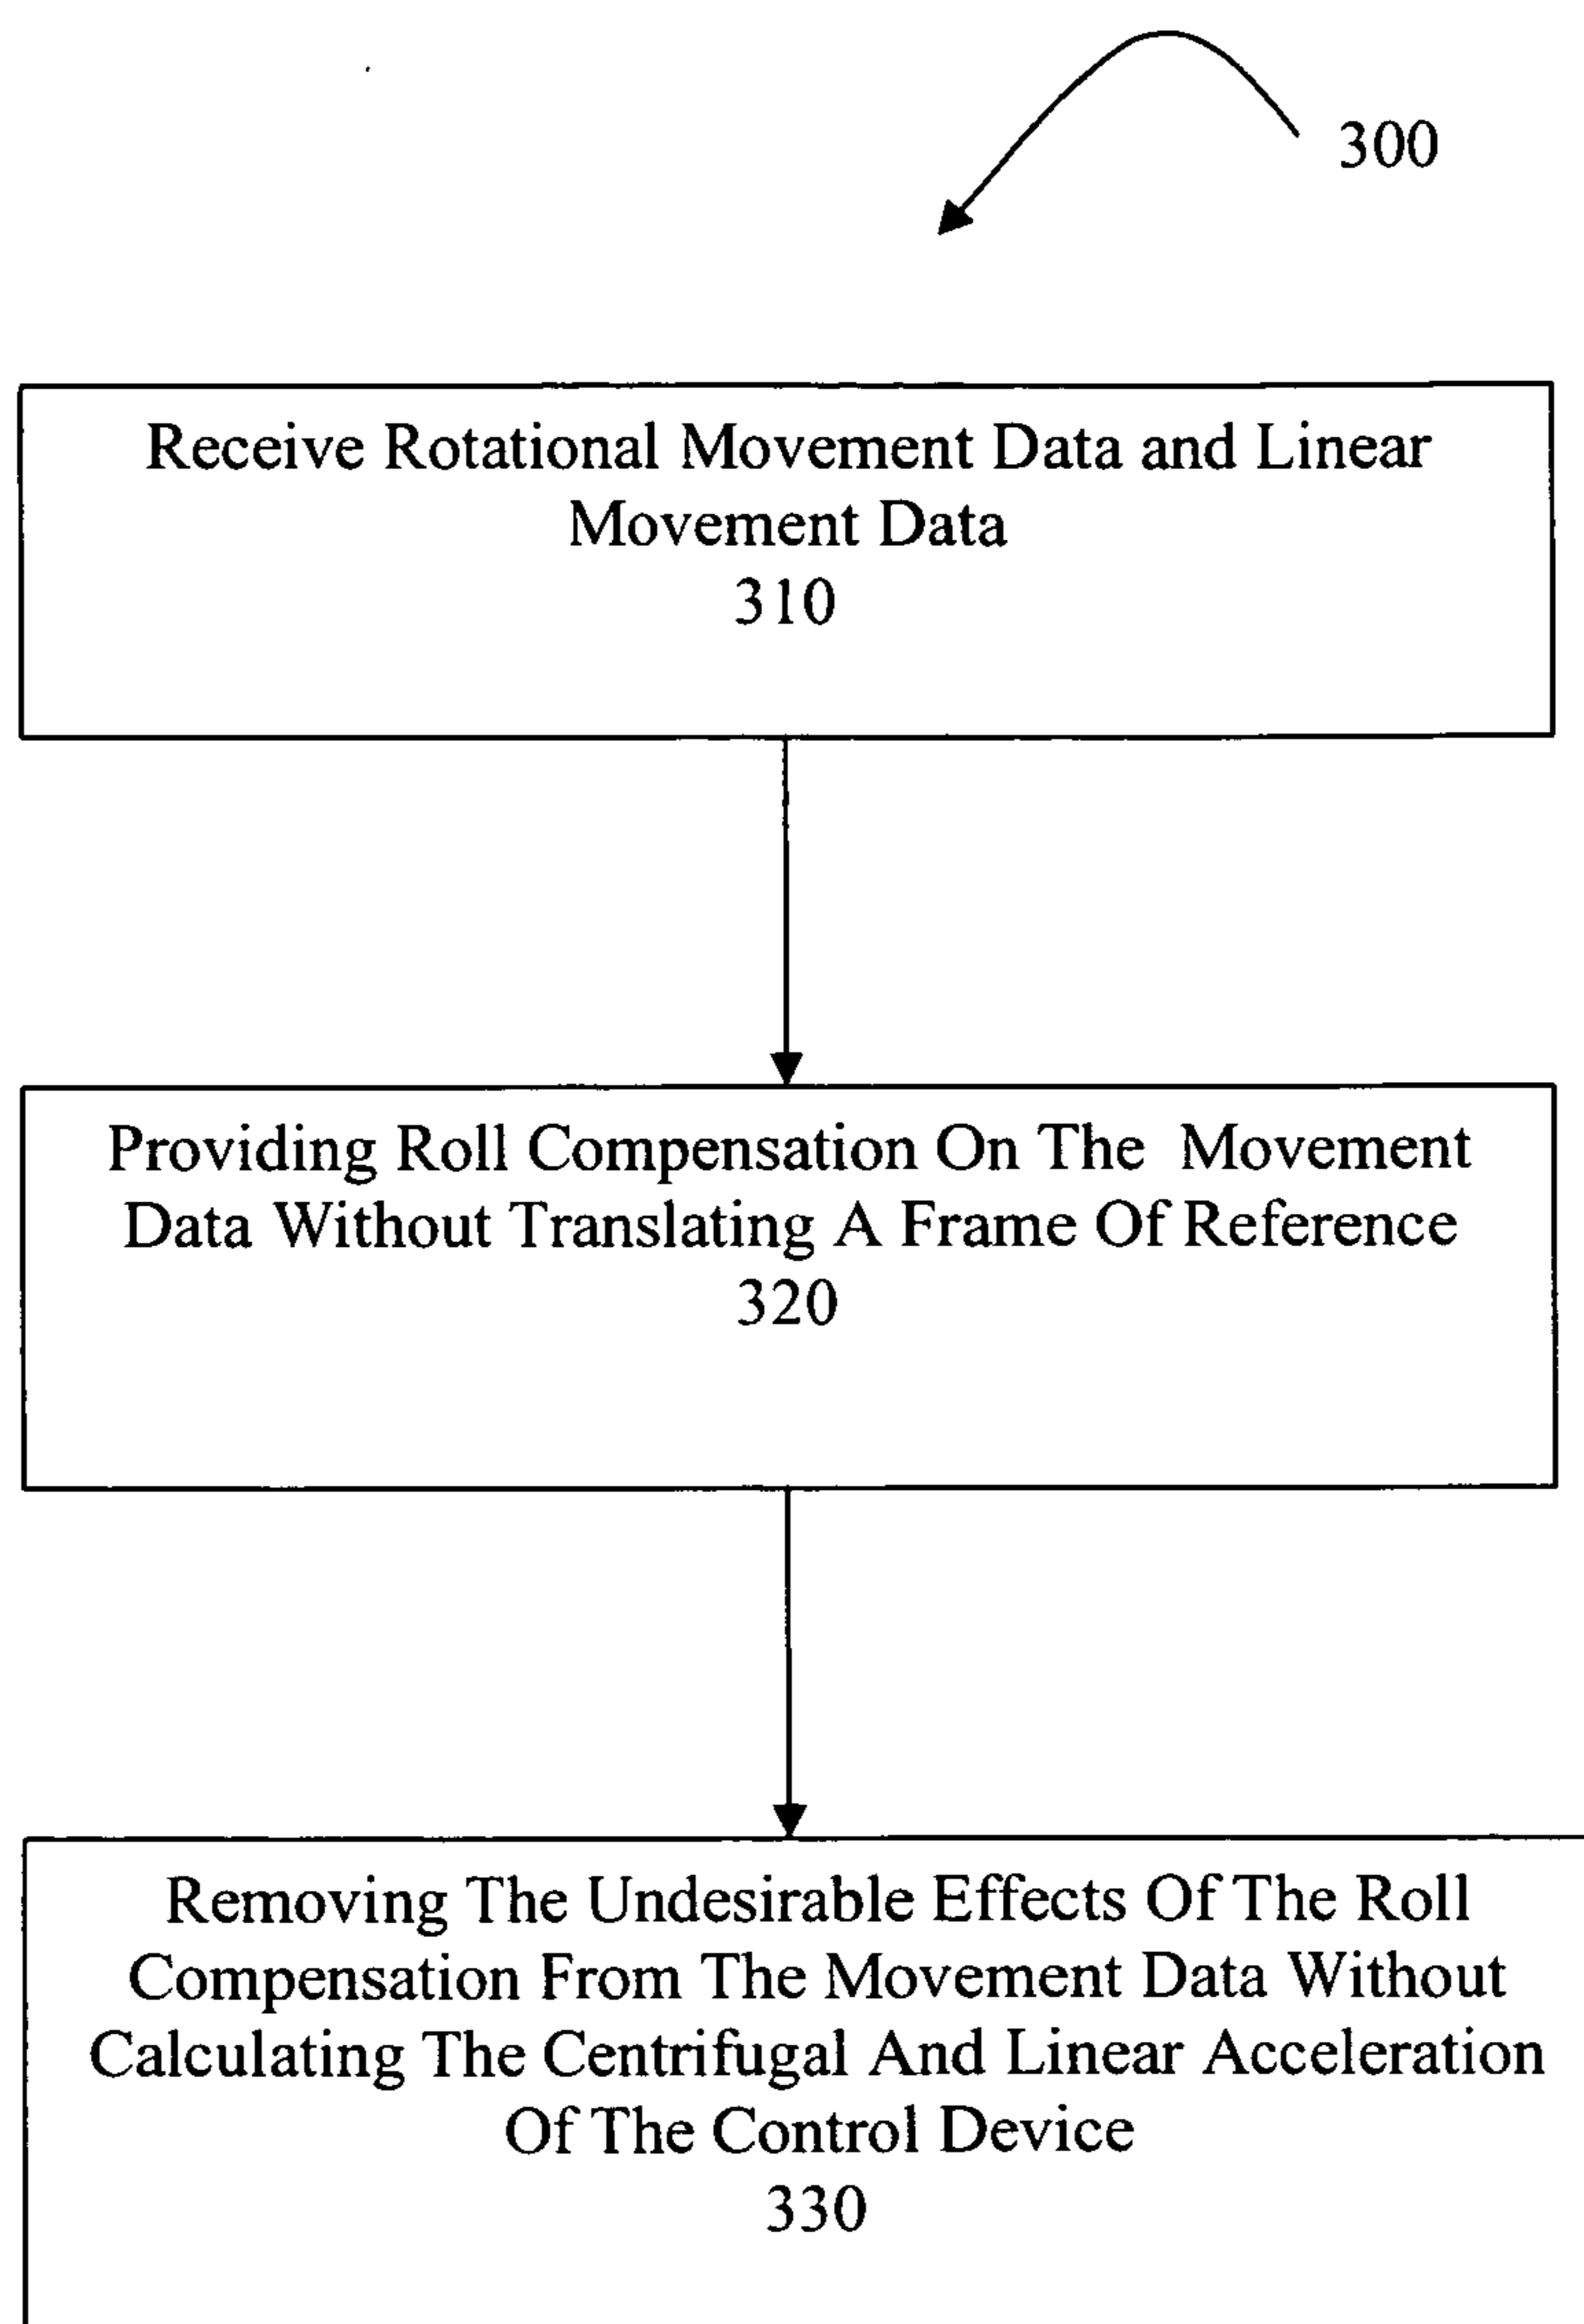 300
Receive Rotational Movement Data and Linear
Movement Data
310
Providing Roll Compensation On The Movement
Data Without Translating A Frame Of Reference
320
Removing The Undesirable Effects Of The Roll
Compensation From The Movement Data Without
Calculating The Centrifugal And Linear Acceleration
Of The Control Device
330